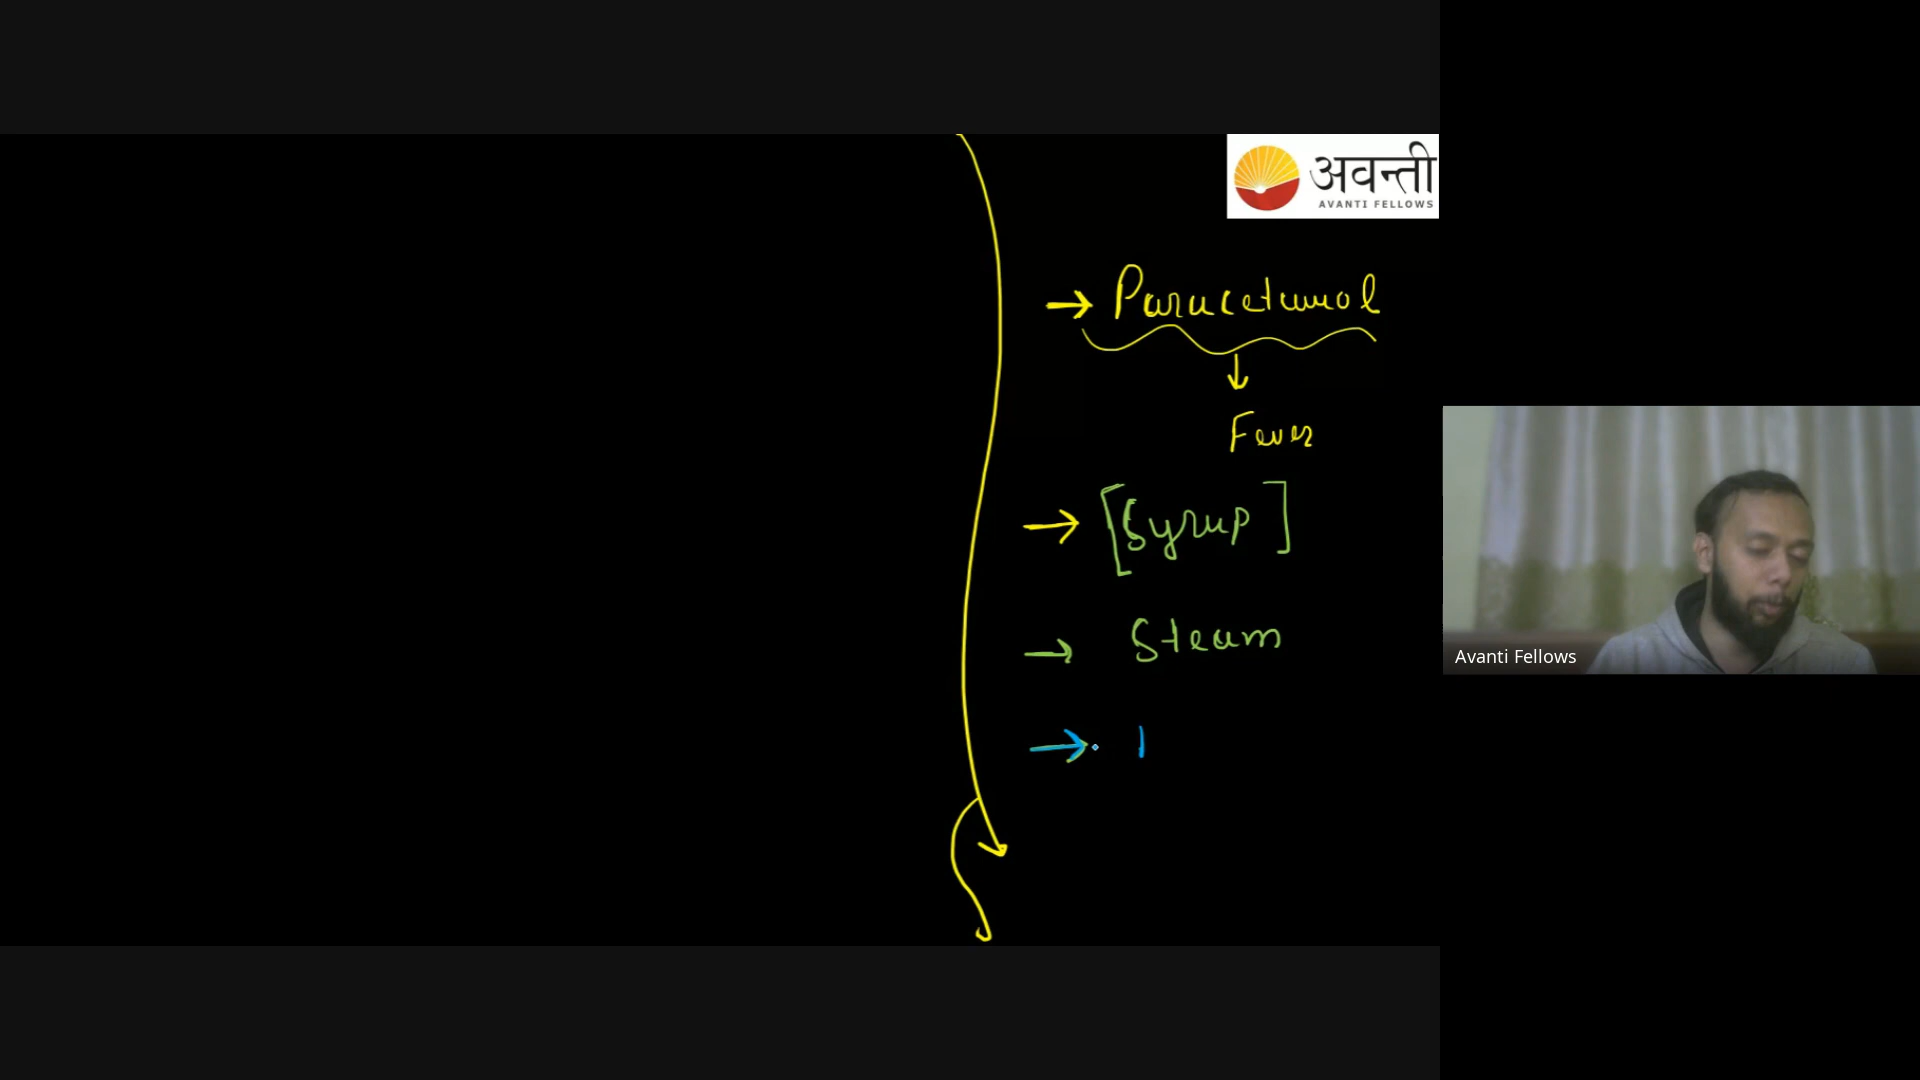 अवन्ती
AVANTI FELLOWS
→ Paracetamol
↓
Fever
→ [Syrup]
→ Steam
→ I
Avanti Fellows